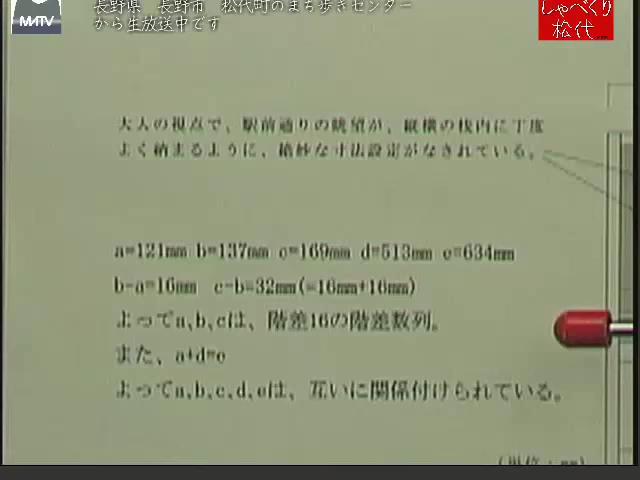 長野県　長野市　松代町のまち歩きセンター
から生放送中です
MATV
しゃべくり
松代
大人の視点で、駅前通りの眺望が、縦横の桟内に丁度
よく納まるように、絶妙な寸法設定がなされている。
a=121mm b=137mm c=169mm d=513mm e=634mm
b-a=16mm c-b=32mm(=16mm+16mm)
よってa,b,cは、階差16の階差数列。
また、a+d=e
よってa,b,c,d,eは、互いに関係付けられている。